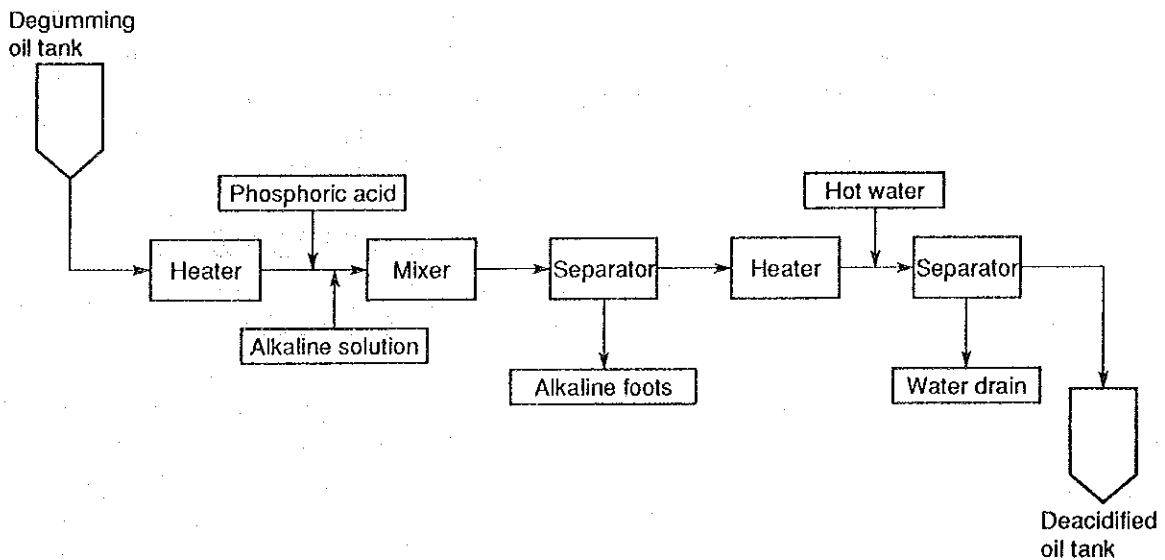 Degumming
oil tank
Phosphoric acid
Hot water
Heater
Mixer
Separator
Heater
Separator
Alkaline solution
Alkaline foots
Water drain
Deacidified
oil tank